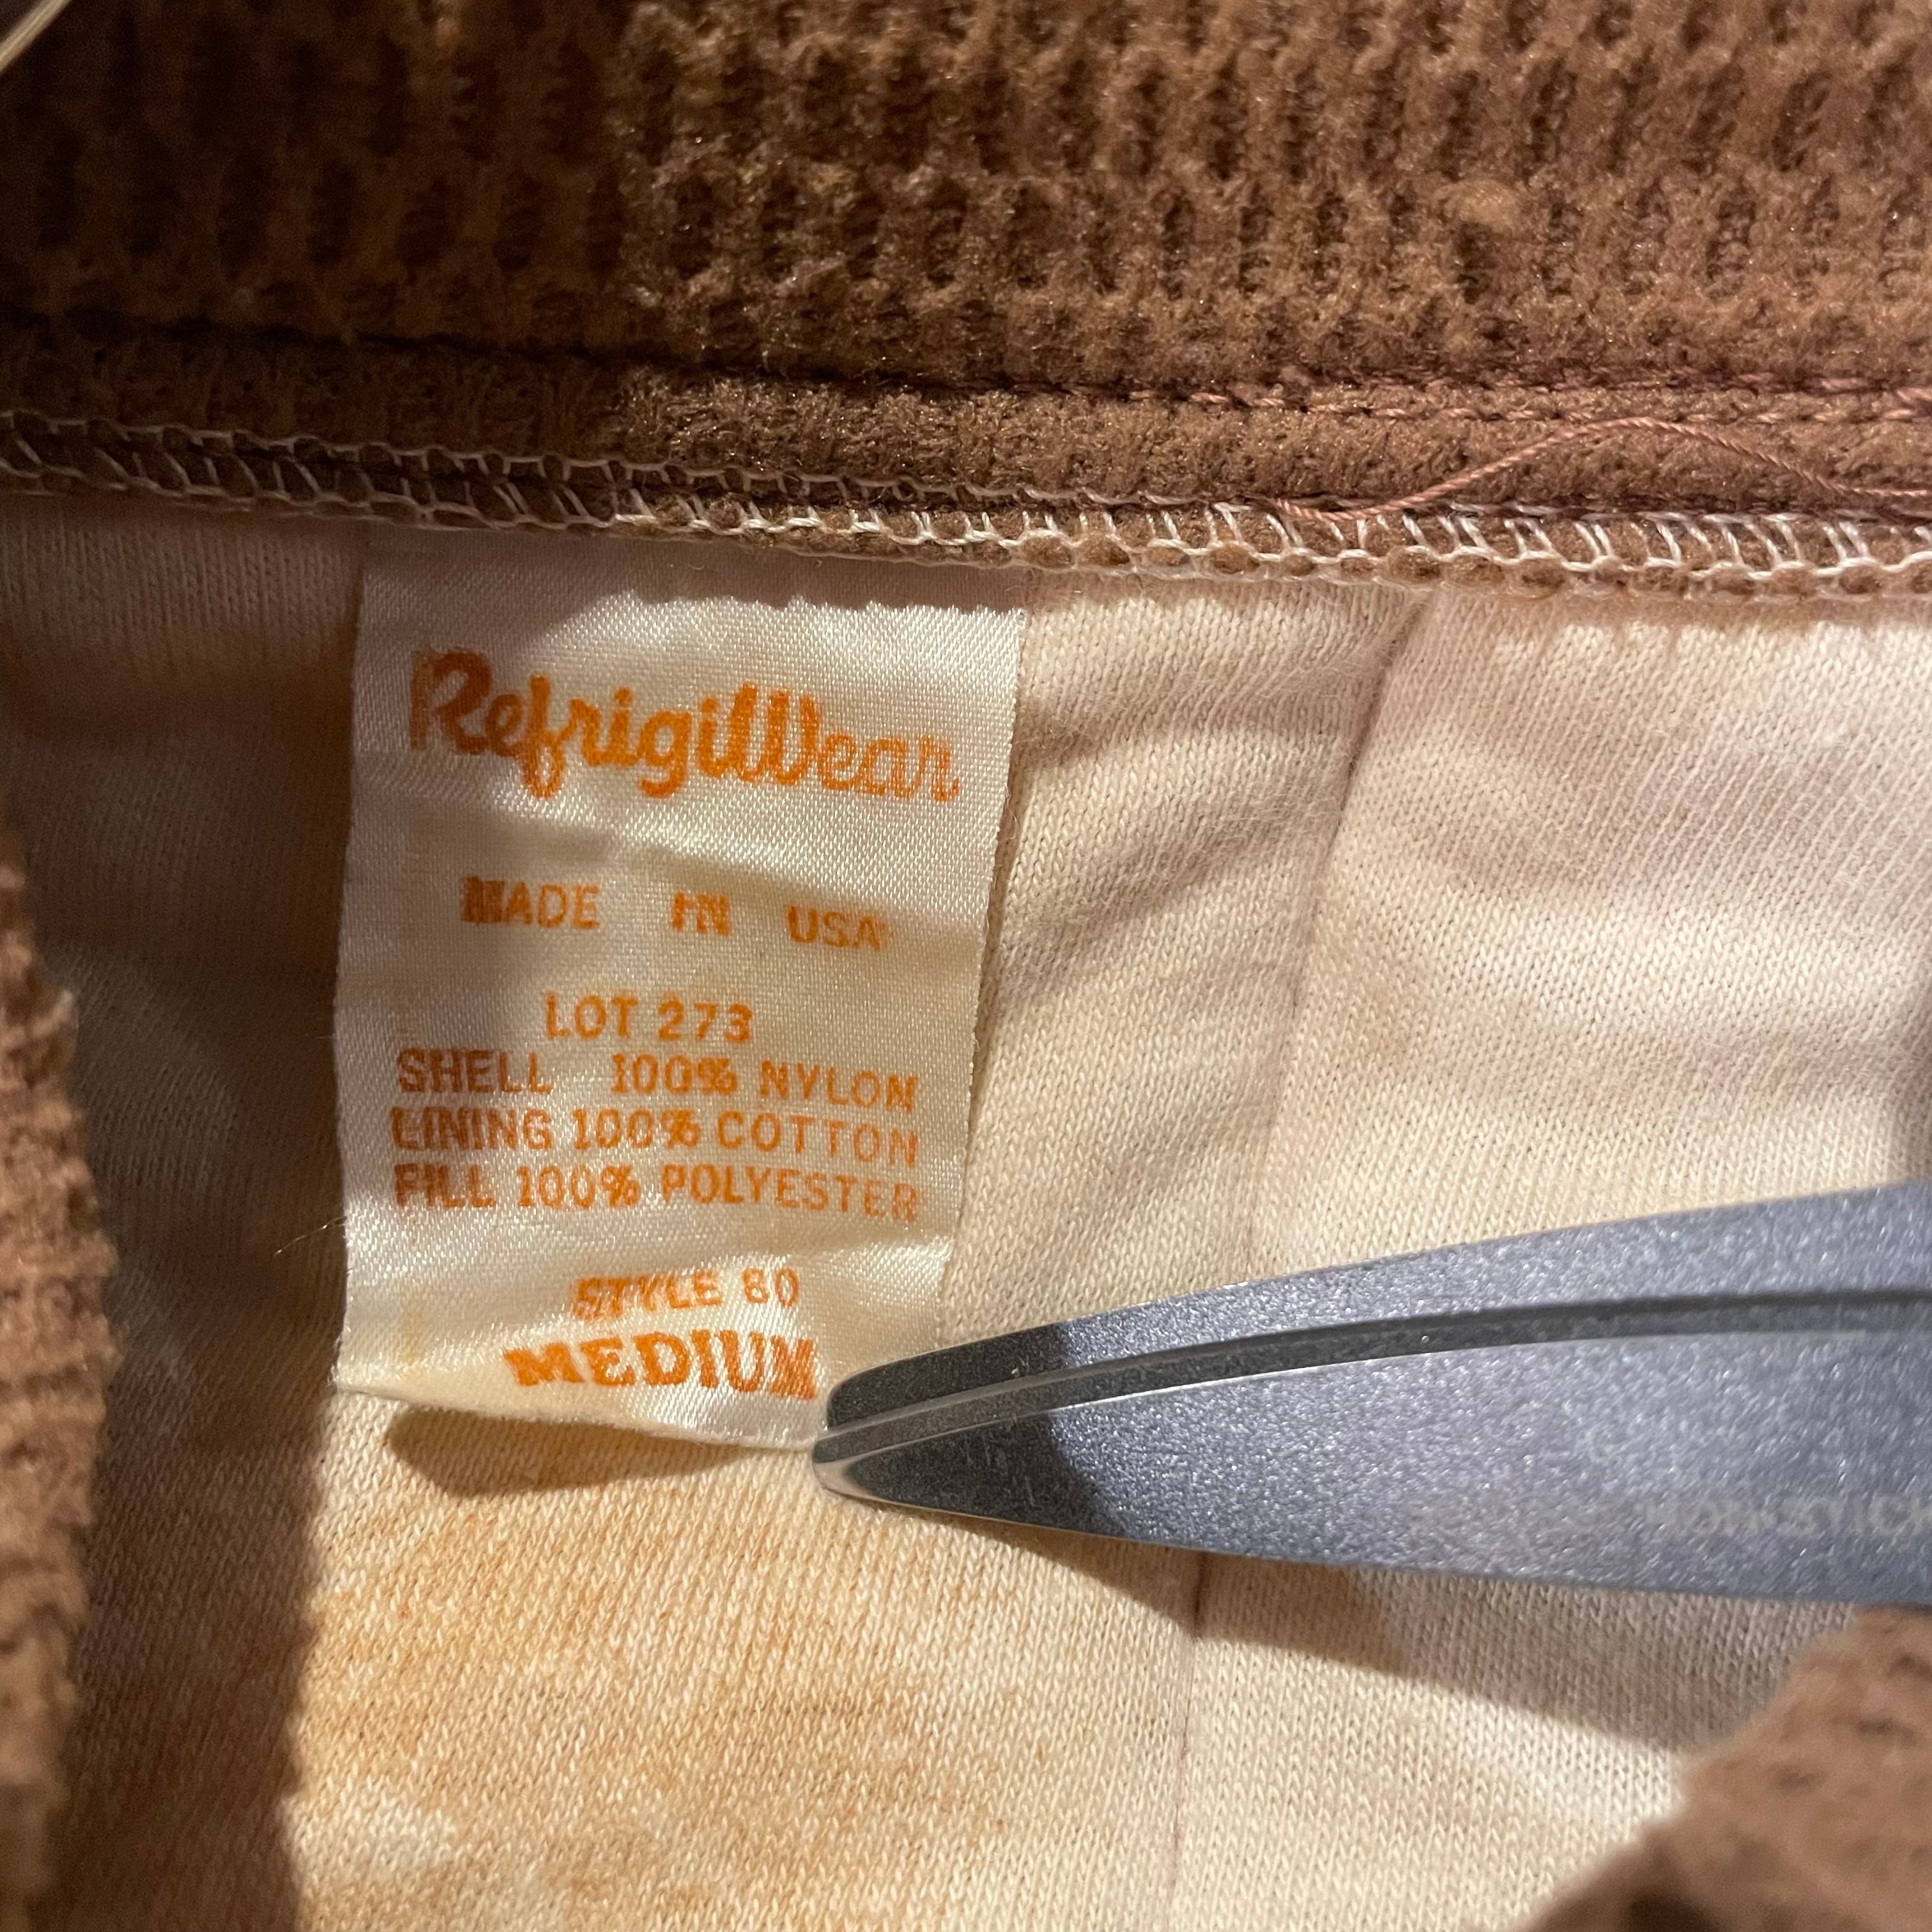 RefrigiWear
MADE IN USA
LOT 273
SHELL 100% NYLON
LINING 100% COTTON
FILL 100% POLYESTER
STYLE 80
MEDIUM